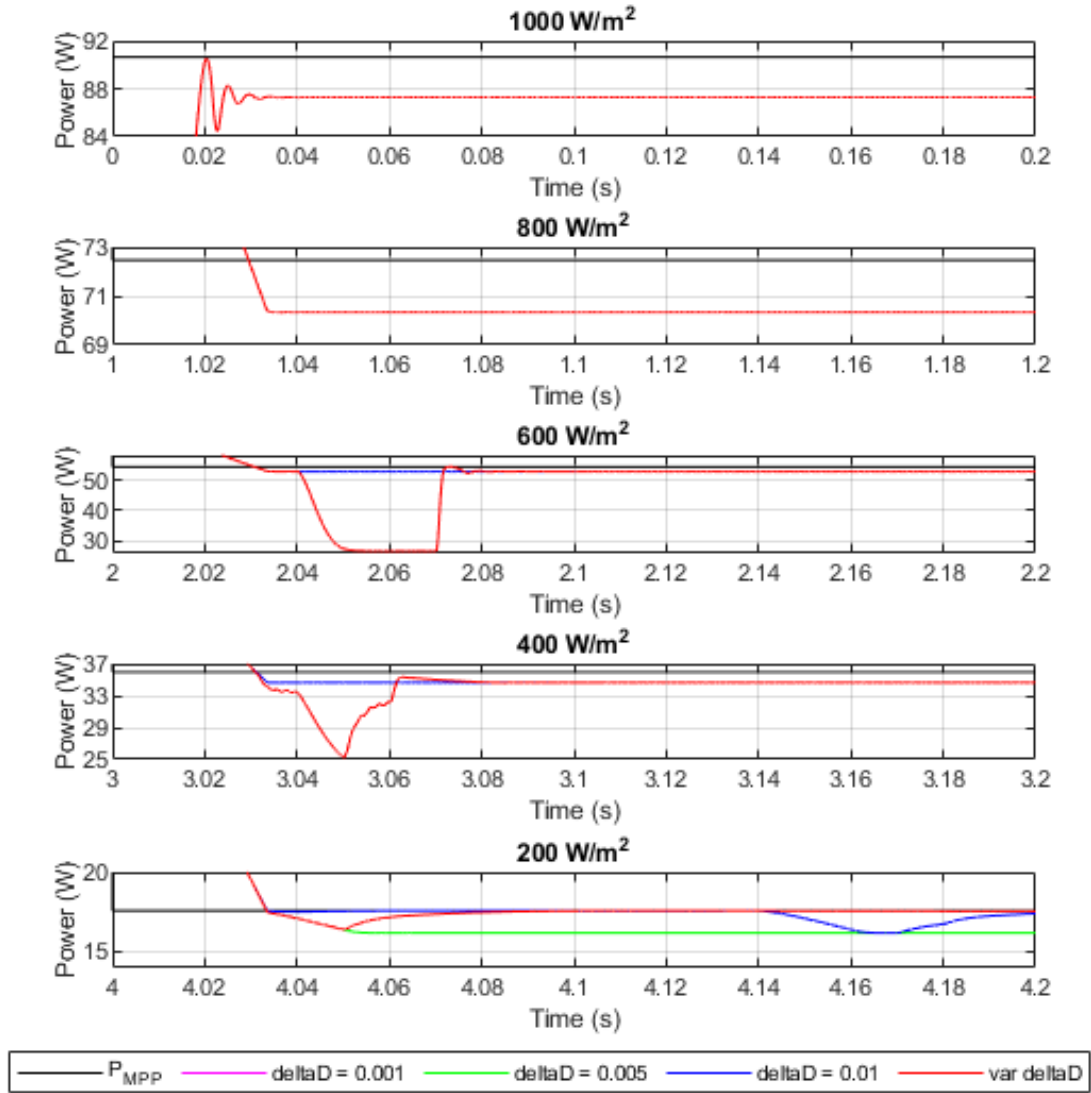 1000 W/m²
Power (W)
92
88
84
0 0.02 0.04 0.06 0.08 0.1 0.12 0.14 0.16 0.18 0.2
Time (s)
800 W/m²
Power (W)
73
71
69
1 1.02 1.04 1.06 1.08 1.1 1.12 1.14 1.16 1.18 1.2
Time (s)
600 W/m²
Power (W)
50
40
30
2 2.02 2.04 2.06 2.08 2.1 2.12 2.14 2.16 2.18 2.2
Time (s)
400 W/m²
Power (W)
37
33
29
25
3 3.02 3.04 3.06 3.08 3.1 3.12 3.14 3.16 3.18 3.2
Time (s)
200 W/m²
Power (W)
20
15
4 4.02 4.04 4.06 4.08 4.1 4.12 4.14 4.16 4.18 4.2
Time (s)
P_MPP deltaD = 0.001 deltaD = 0.005 deltaD = 0.01 var deltaD